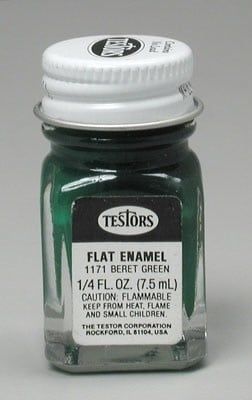 TESTORS
TESTORS
FLAT ENAMEL
1171 BERET GREEN
1/4 FL. OZ. (7.5 mL)
CAUTION: FLAMMABLE
KEEP FROM HEAT, FLAME
AND SMALL CHILDREN.
THE TESTOR CORPORATION
ROCKFORD, IL 61104, USA